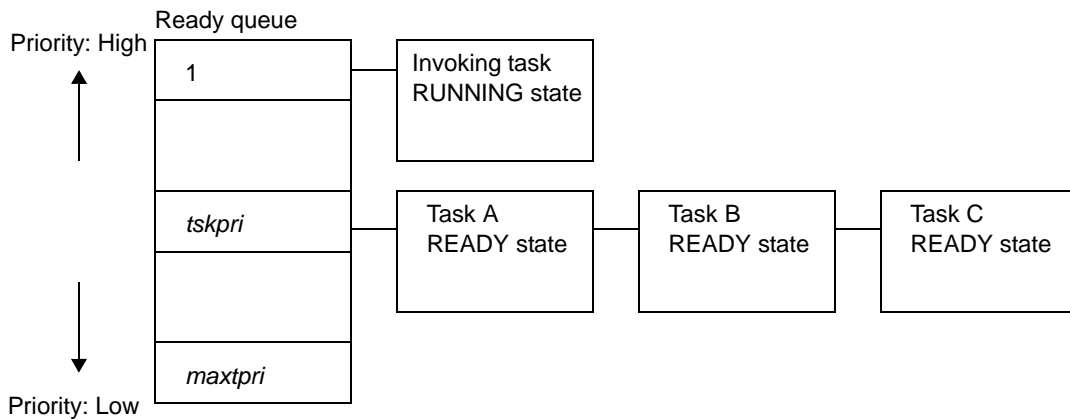 Ready queue
Priority: High
1
Invoking task
RUNNING state
tskpri
Task A
READY state
Task B
READY state
Task C
READY state
maxtpri
Priority: Low